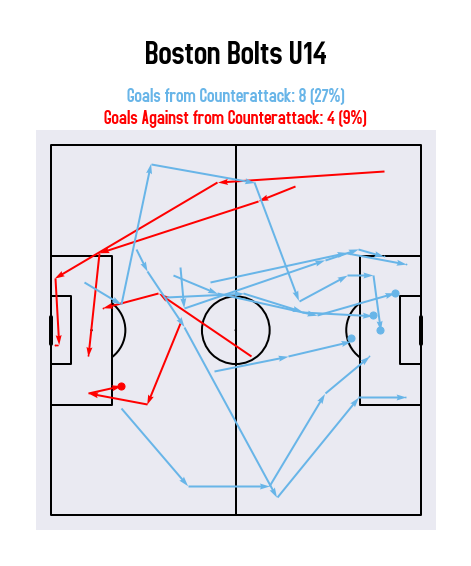 Boston Bolts U14
Goals from Counterattack: 8 (27%)
Goals Against from Counterattack: 4 (9%)